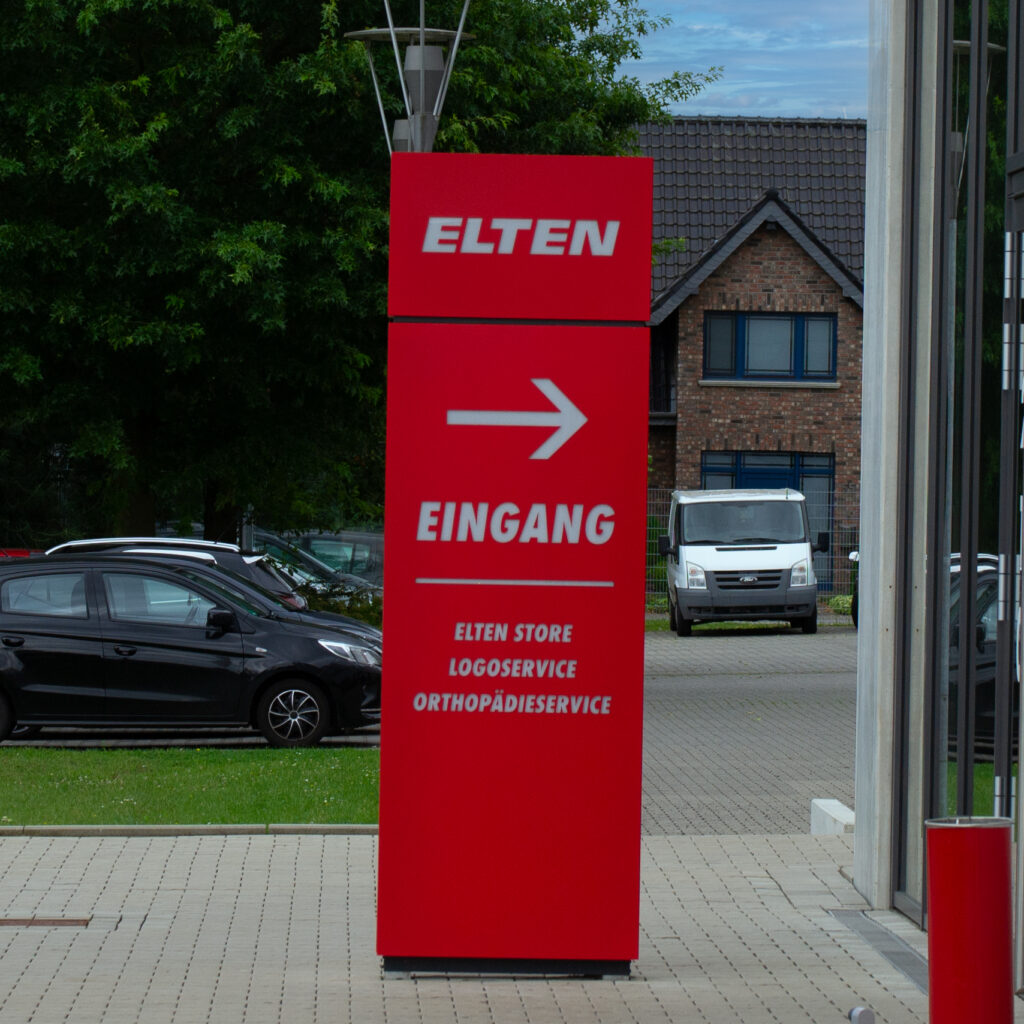 ELTEN
EINGANG
ELTEN STORE
LOGOSERVICE
ORTHOPÄDIESERVICE